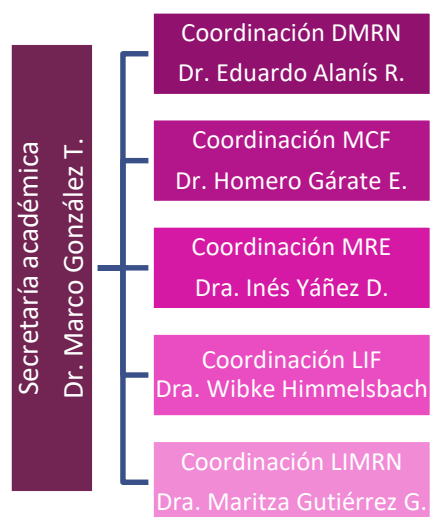 Secretaría académica
Dr. Marco González T.
Coordinación DMRN
Dr. Eduardo Alanís R.
Coordinación MCF
Dr. Homero Gárate E.
Coordinación MRE
Dra. Inés Yáñez D.
Coordinación LIF
Dra. Wibke Himmelsbach
Coordinación LIMRN
Dra. Maritza Gutiérrez G.